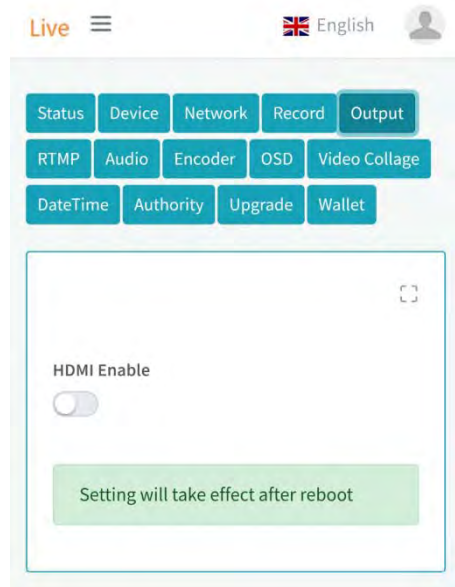 Live English
Status Device Network Record Output
RTMP Audio Encoder OSD Video Collage
DateTime Authority Upgrade Wallet
HDMI Enable
Setting will take effect after reboot